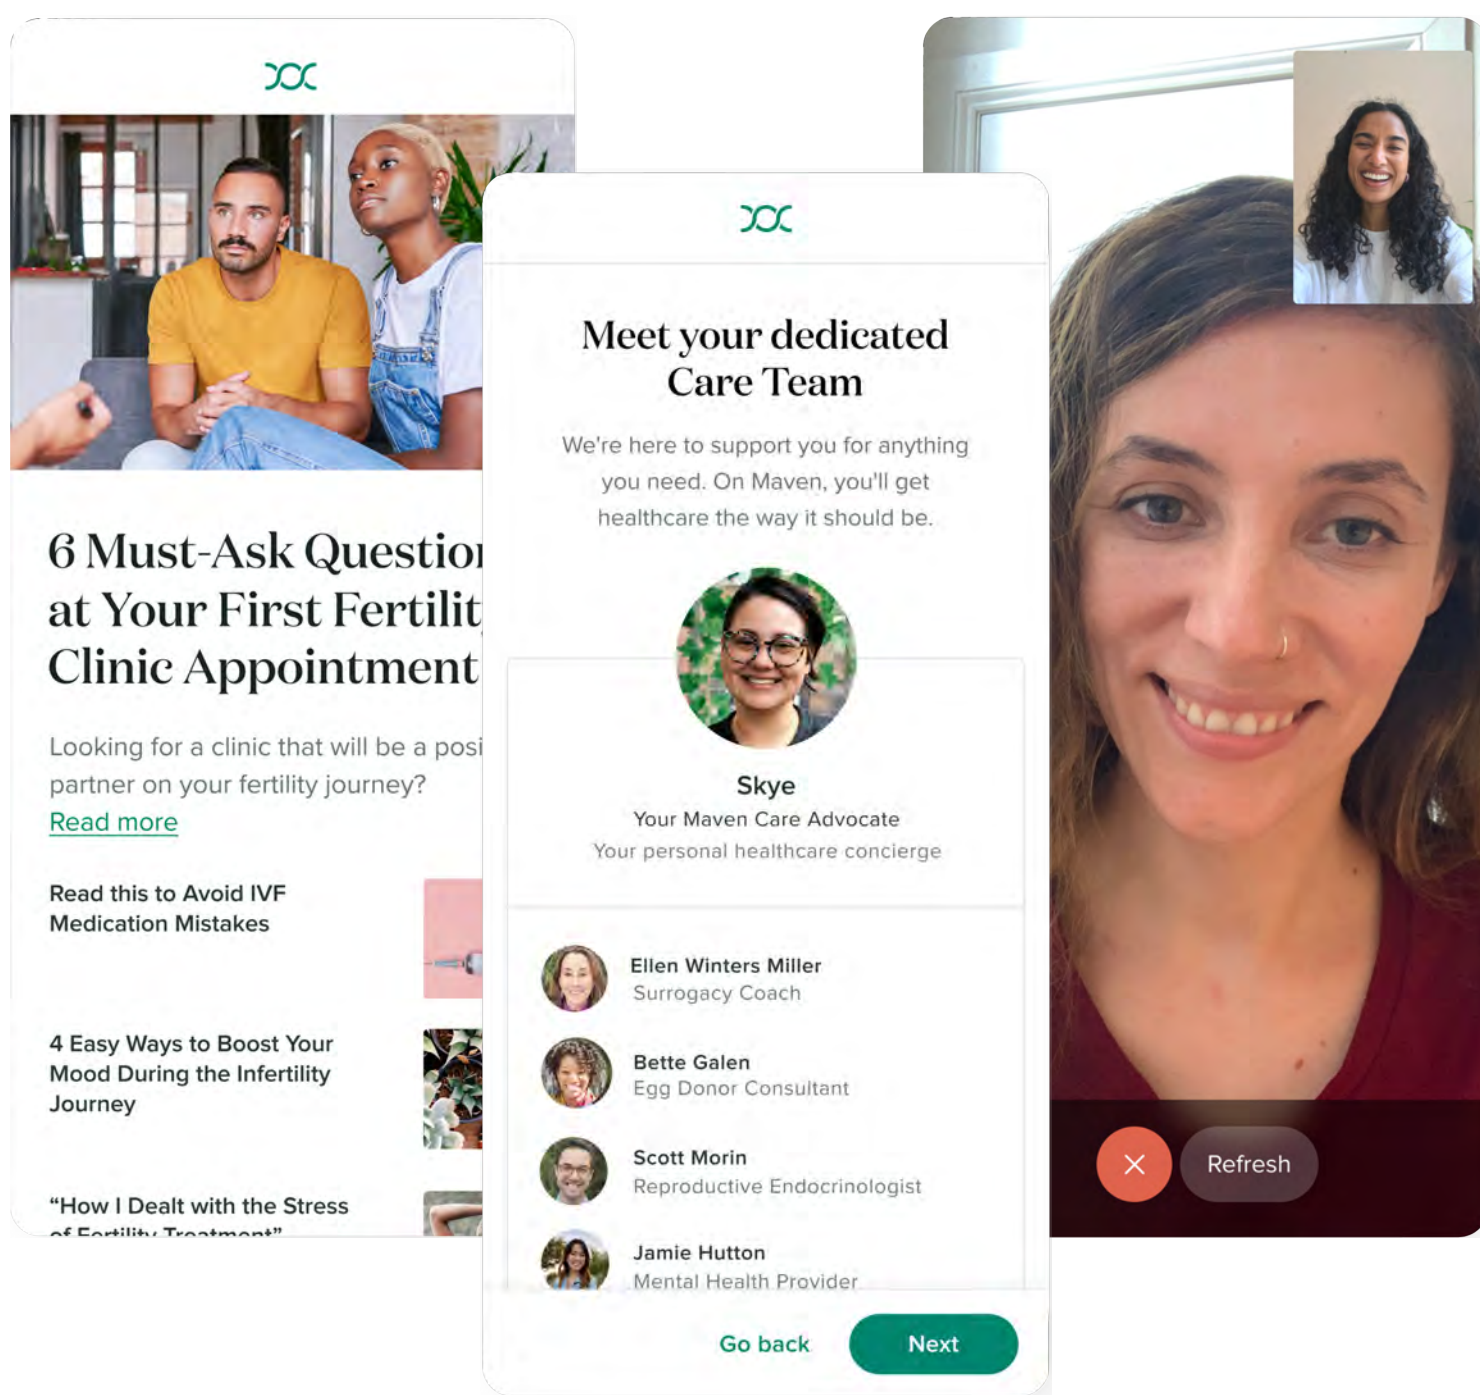 6 Must-Ask Question
at Your First Fertilit
Clinic Appointment
Looking for a clinic that will be a posi
partner on your fertility journey?
Read more
Read this to Avoid IVF
Medication Mistakes
4 Easy Ways to Boost Your
Mood During the Infertility
Journey
“How I Dealt with the Stress
of Fertility Treatment”
Meet your dedicated
Care Team
We're here to support you for anything
you need. On Maven, you'll get
healthcare the way it should be.
Skye
Your Maven Care Advocate
Your personal healthcare concierge
Ellen Winters Miller
Surrogacy Coach
Bette Galen
Egg Donor Consultant
Scott Morin
Reproductive Endocrinologist
Jamie Hutton
Mental Health Provider
Go back
Next
Refresh